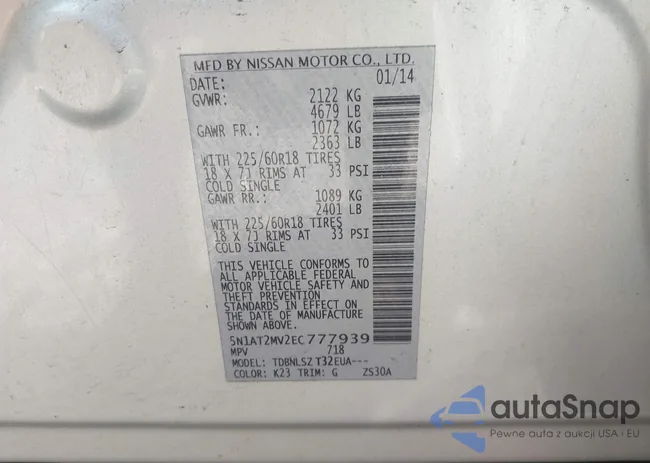 MFD BY NISSAN MOTOR CO., LTD.
DATE: 01/14
GVWR: 2122 KG
4679 LB
GAWR FR.: 1072 KG
2363 LB
WITH 225/60R18 TIRES
18 X 7J RIMS AT 33 PSI
COLD SINGLE
GAWR RR.: 1089 KG
2401 LB
WITH 225/60R18 TIRES
18 X 7J RIMS AT 33 PSI
COLD SINGLE
THIS VEHICLE CONFORMS TO
ALL APPLICABLE FEDERAL
MOTOR VEHICLE SAFETY AND
THEFT PREVENTION
STANDARDS IN EFFECT ON
THE DATE OF MANUFACTURE
SHOWN ABOVE.
5N1AT2MV2EC777939
MPV 718
MODEL: TDBNLSZ T32EUA---
COLOR: K23 TRIM: G ZS30A
autaSnap
Pewne auta z aukcji USA i EU